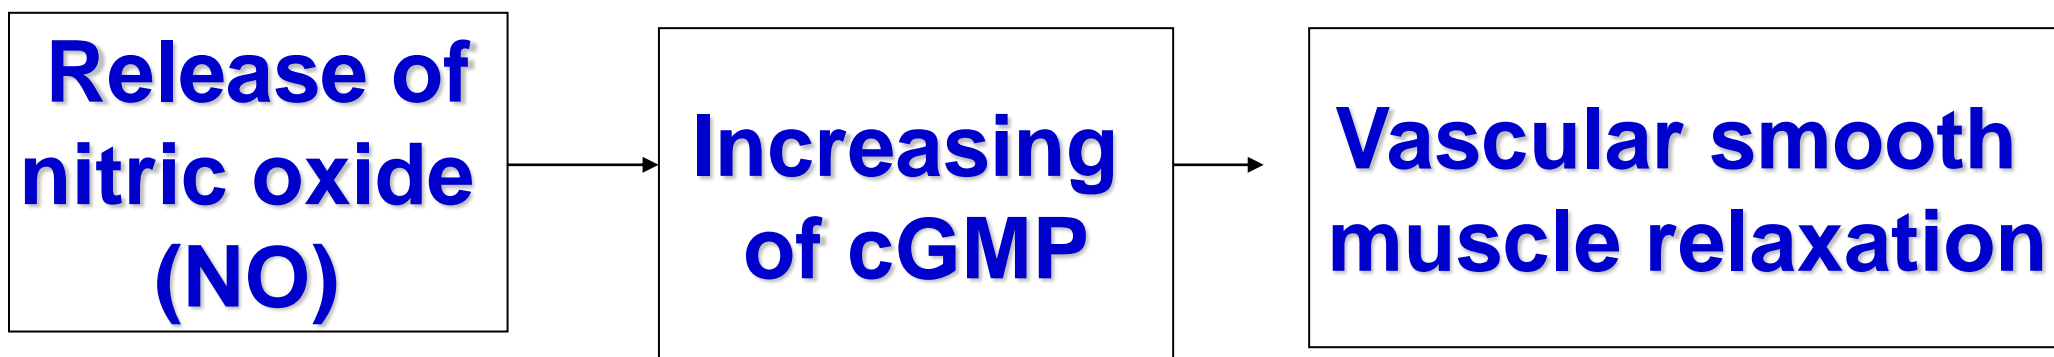 Release of
nitric oxide
(NO)
Increasing
of cGMP
Vascular smooth
muscle relaxation